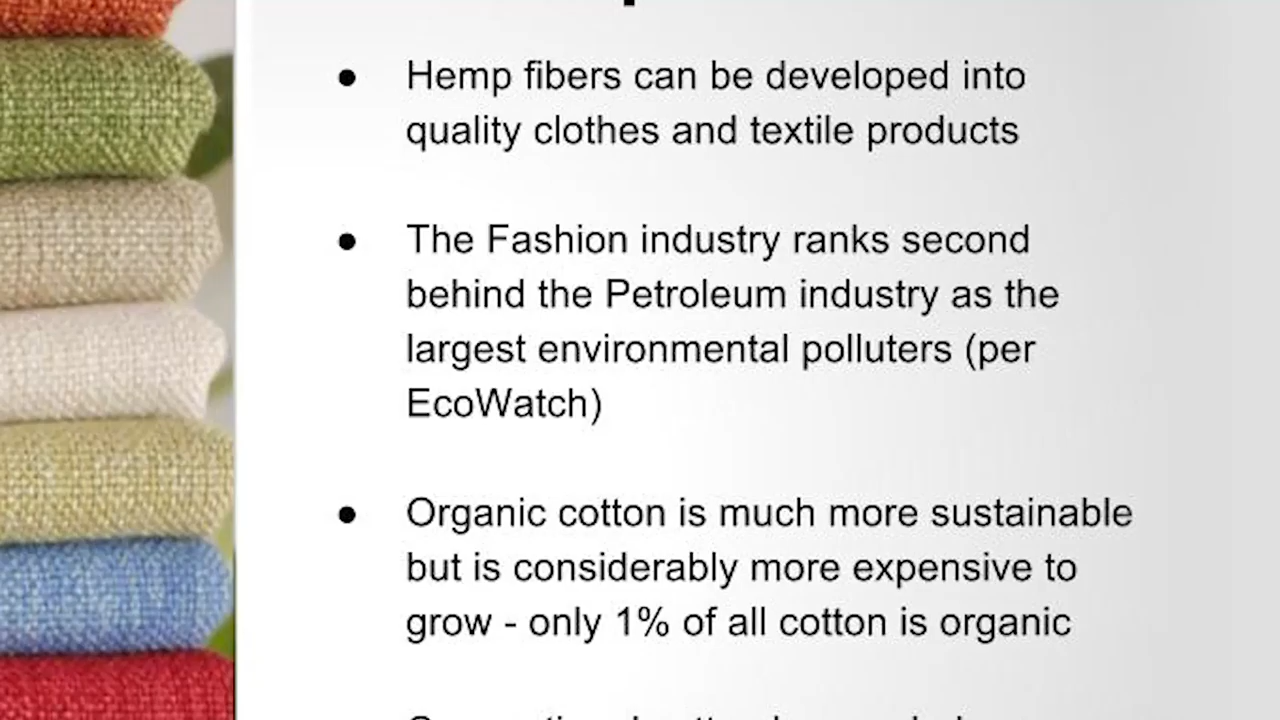 ● Hemp fibers can be developed into
quality clothes and textile products
● The Fashion industry ranks second
behind the Petroleum industry as the
largest environmental polluters (per
EcoWatch)
● Organic cotton is much more sustainable
but is considerably more expensive to
grow - only 1% of all cotton is organic